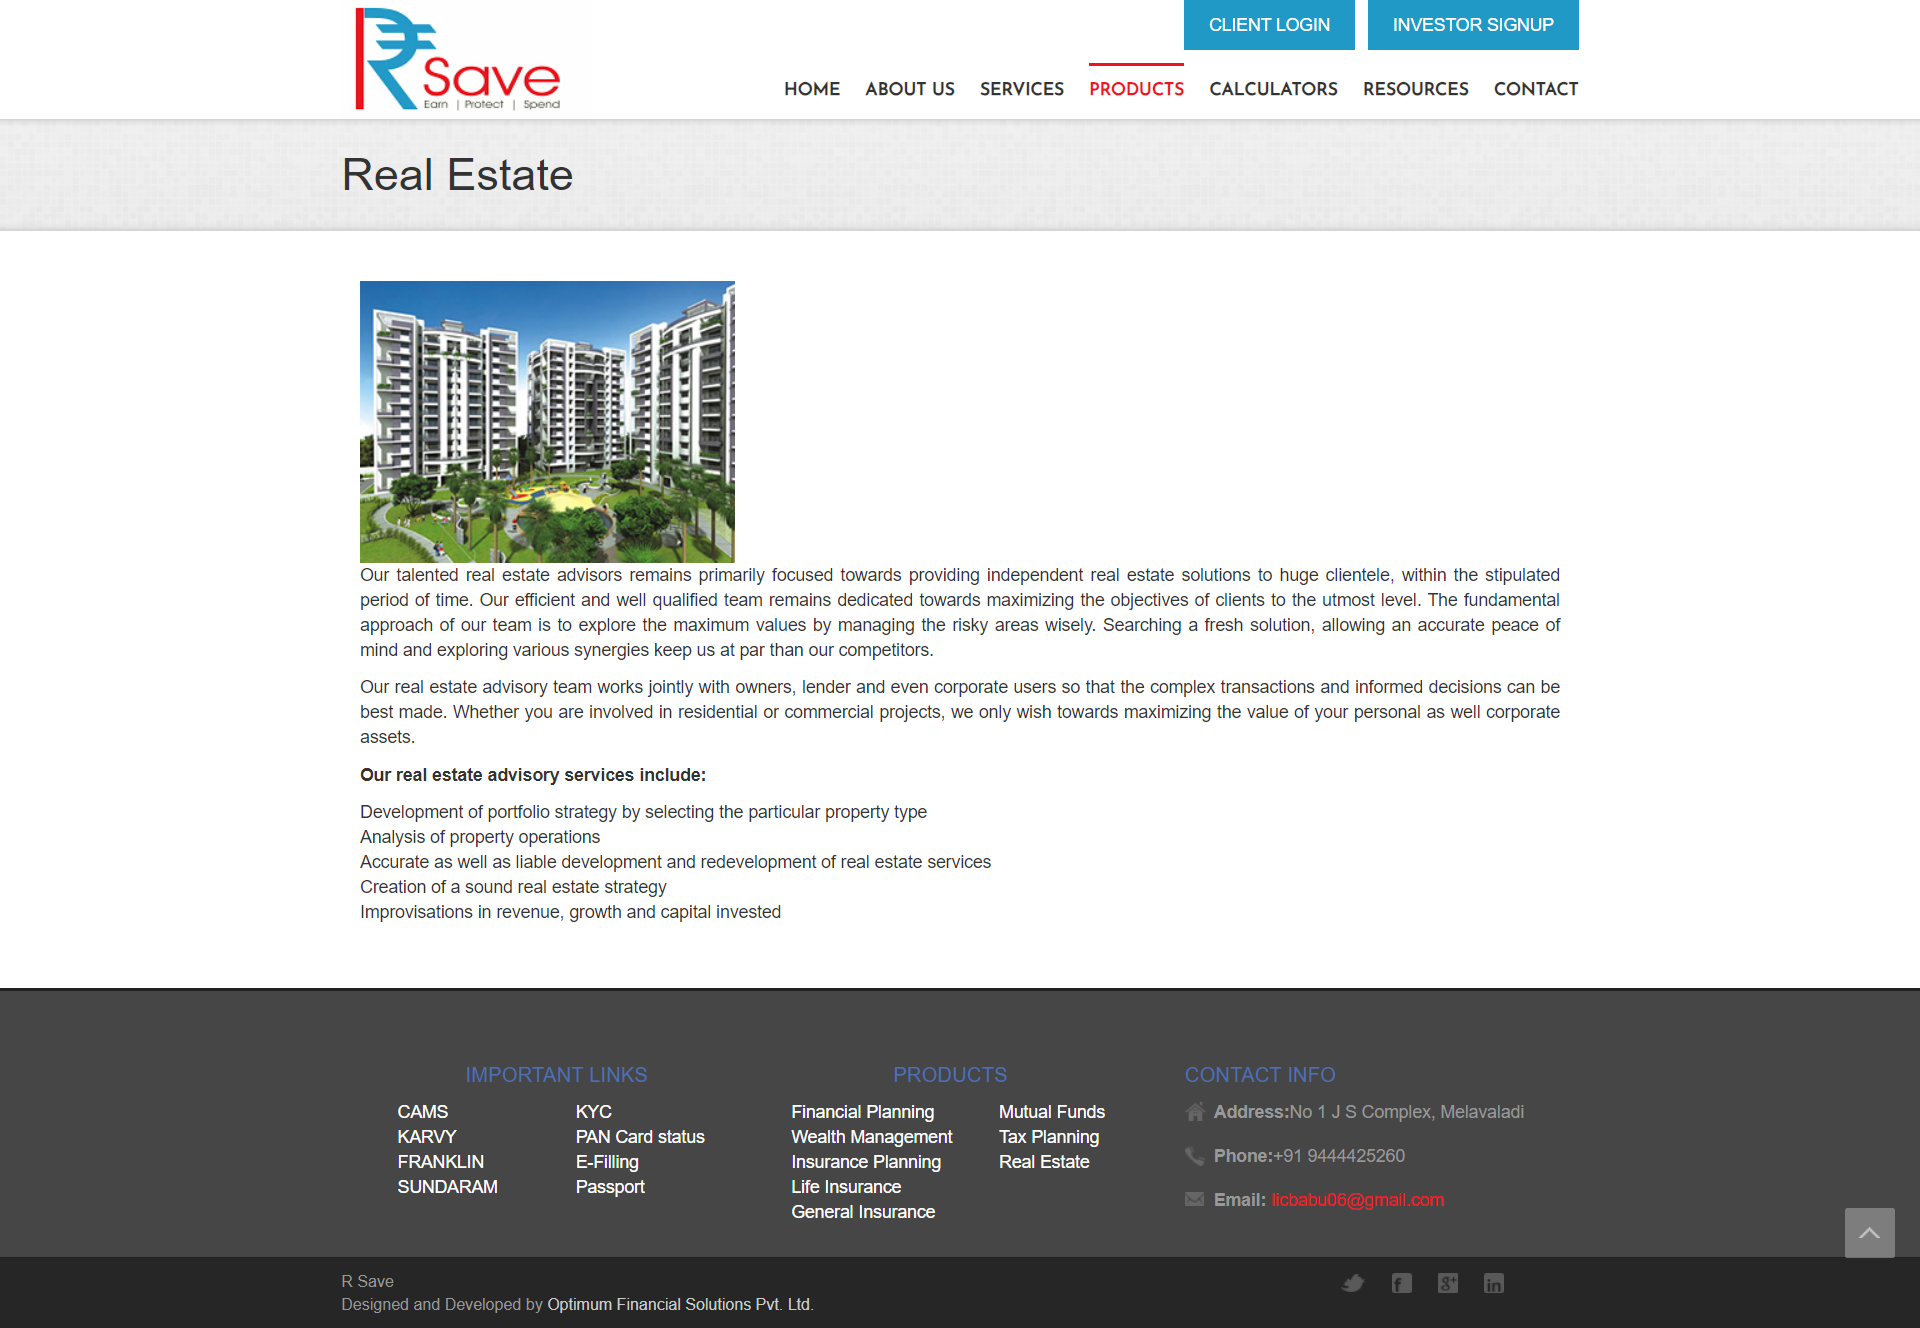 CLIENT LOGIN
INVESTOR SIGNUP
Save
Earn | Protect | Spend
HOME
ABOUT US
SERVICES
PRODUCTS
CALCULATORS
RESOURCES
CONTACT
Real Estate
Our talented real estate advisors remains primarily focused towards providing independent real estate solutions to huge clientele, within the stipulated
period of time. Our efficient and well qualified team remains dedicated towards maximizing the objectives of clients to the utmost level. The fundamental
approach of our team is to explore the maximum values by managing the risky areas wisely. Searching a fresh solution, allowing an accurate peace of
mind and exploring various synergies keep us at par than our competitors.
Our real estate advisory team works jointly with owners, lender and even corporate users so that the complex transactions and informed decisions can be
best made. Whether you are involved in residential or commercial projects, we only wish towards maximizing the value of your personal as well corporate
assets.
Our real estate advisory services include:
Development of portfolio strategy by selecting the particular property type
Analysis of property operations
Accurate as well as liable development and redevelopment of real estate services
Creation of a sound real estate strategy
Improvisations in revenue, growth and capital invested
IMPORTANT LINKS
CAMS
KARVY
FRANKLIN
SUNDARAM
KYC
PAN Card status
E-Filling
Passport
PRODUCTS
Financial Planning
Wealth Management
Insurance Planning
Life Insurance
General Insurance
Mutual Funds
Tax Planning
Real Estate
CONTACT INFO
Address:No 1 J S Complex, Melavaladi
Phone:+91 9444425260
Email: licbabu06@gmail.com
R Save
Designed and Developed by Optimum Financial Solutions Pvt. Ltd.